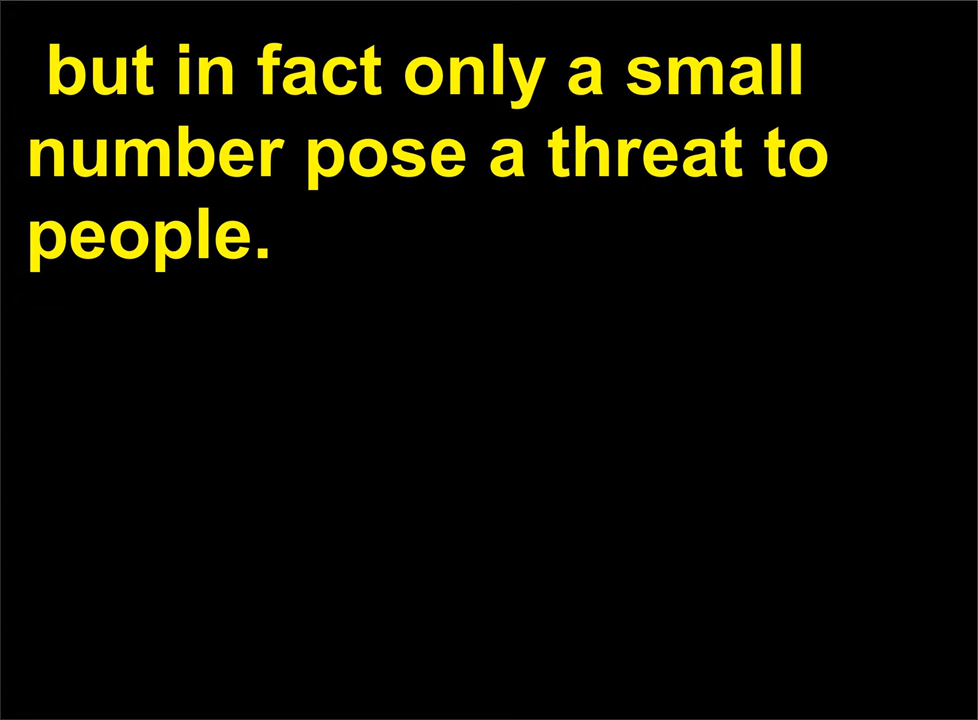 but in fact only a small
number pose a threat to
people.